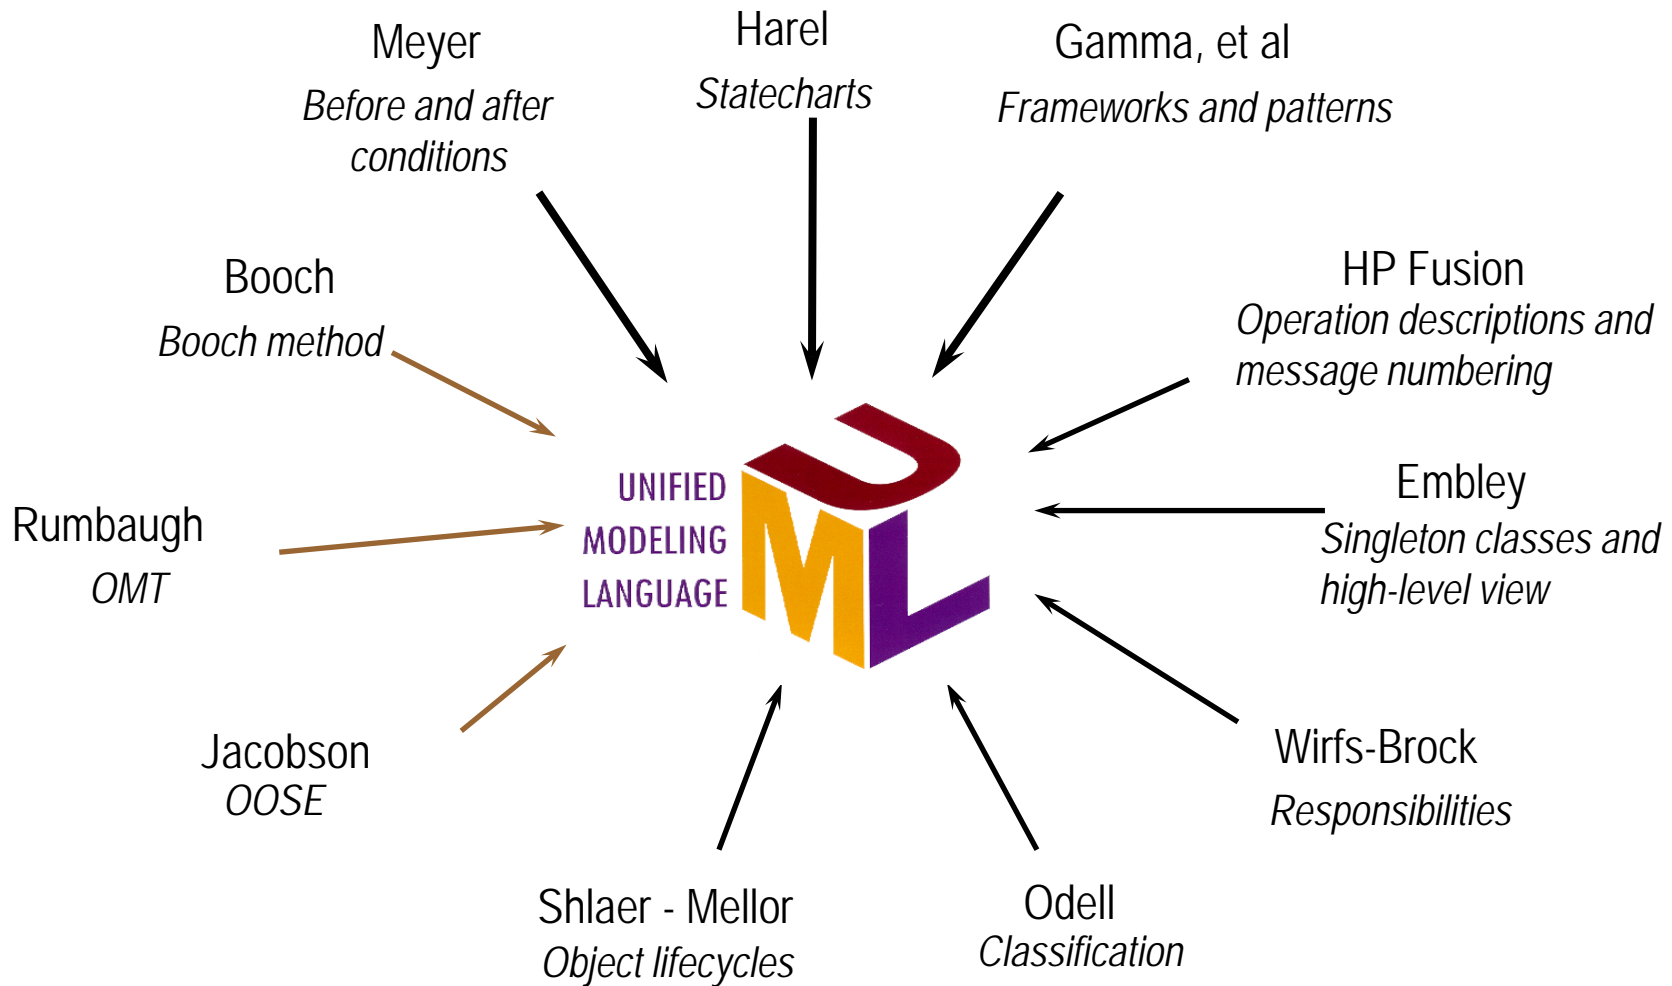 Meyer
Before and after
conditions
Harel
Statecharts
Gamma, et al
Frameworks and patterns
Booch
Booch method
HP Fusion
Operation descriptions and
message numbering
Rumbaugh
OMT
UNIFIED
MODELING
LANGUAGE
UML
Embley
Singleton classes and
high-level view
Jacobson
OOSE
Wirfs-Brock
Responsibilities
Shlaer - Mellor
Object lifecycles
Odell
Classification